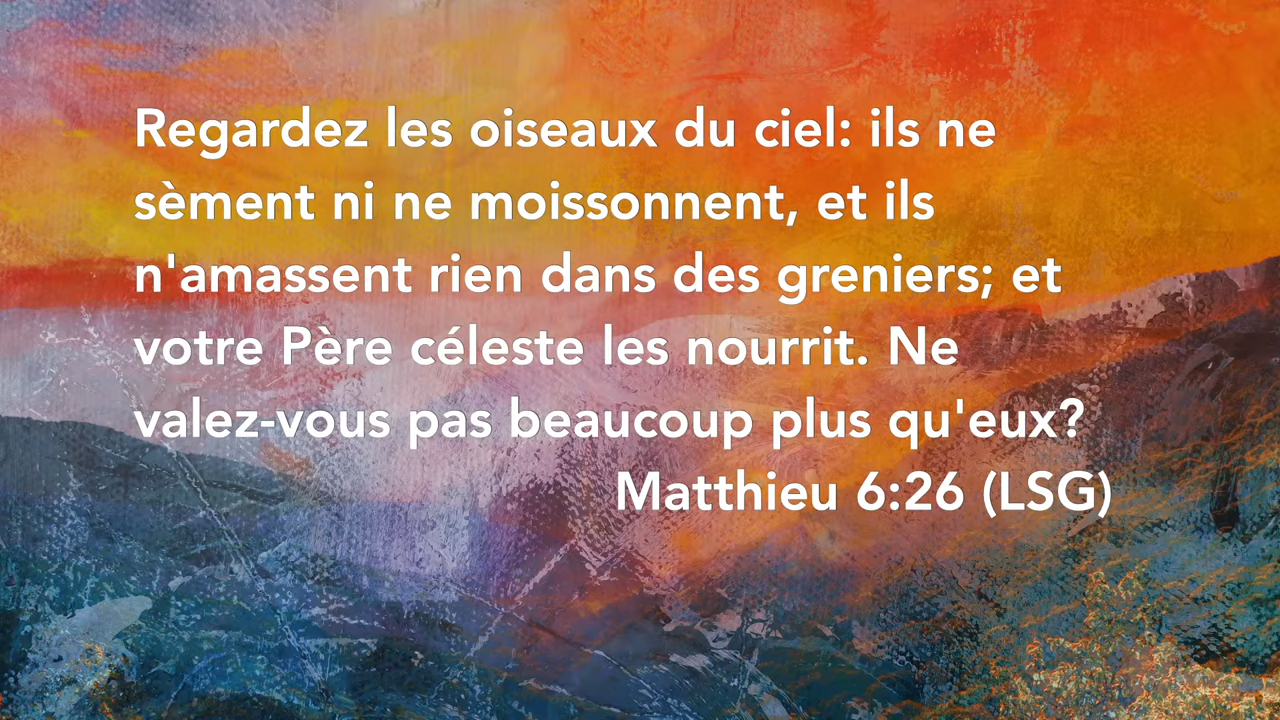 Regardez les oiseaux du ciel: ils ne
sèment ni ne moissonnent, et ils
n'amassent rien dans des greniers; et
votre Père céleste les nourrit. Ne
valez-vous pas beaucoup plus qu'eux?
Matthieu 6:26 (LSG)